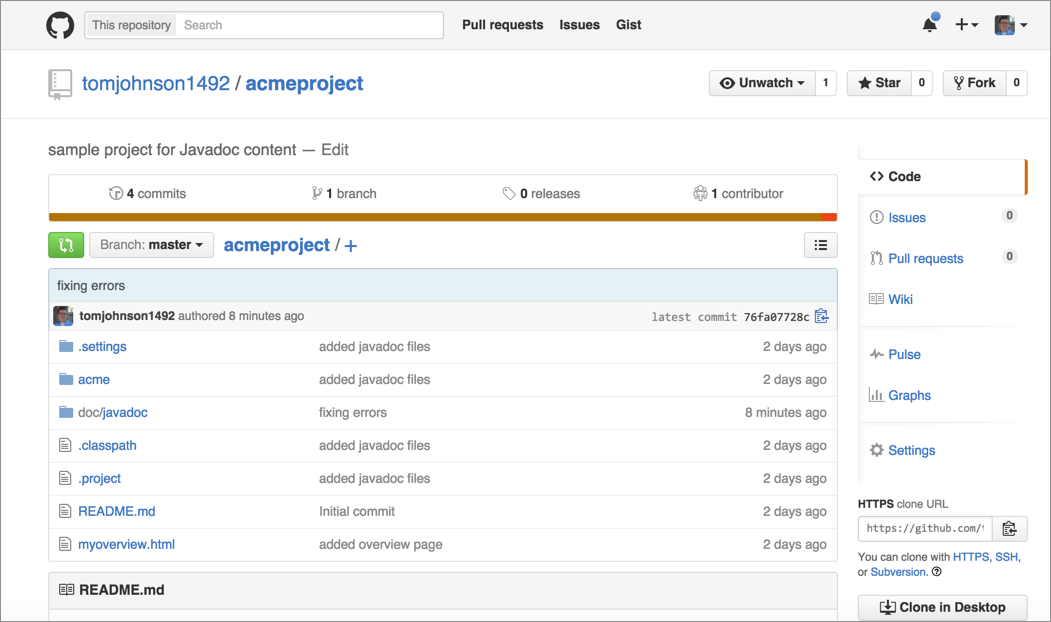 This repository Search Pull requests Issues Gist
tomjohnson1492 / acmeproject Unwatch 1 Star 0 Fork 0
sample project for Javadoc content — Edit
4 commits 1 branch 0 releases 1 contributor
Branch: master acmeproject / +
fixing errors
tomjohnson1492 authored 8 minutes ago latest commit 76fa07728c
.settings added javadoc files 2 days ago
acme added javadoc files 2 days ago
doc/javadoc fixing errors 8 minutes ago
.classpath added javadoc files 2 days ago
.project added javadoc files 2 days ago
README.md Initial commit 2 days ago
myoverview.html added overview page 2 days ago
README.md
Code
Issues 0
Pull requests 0
Wiki
Pulse
Graphs
Settings
HTTPS clone URL
https://github.com/t
You can clone with HTTPS, SSH,
or Subversion.
Clone in Desktop